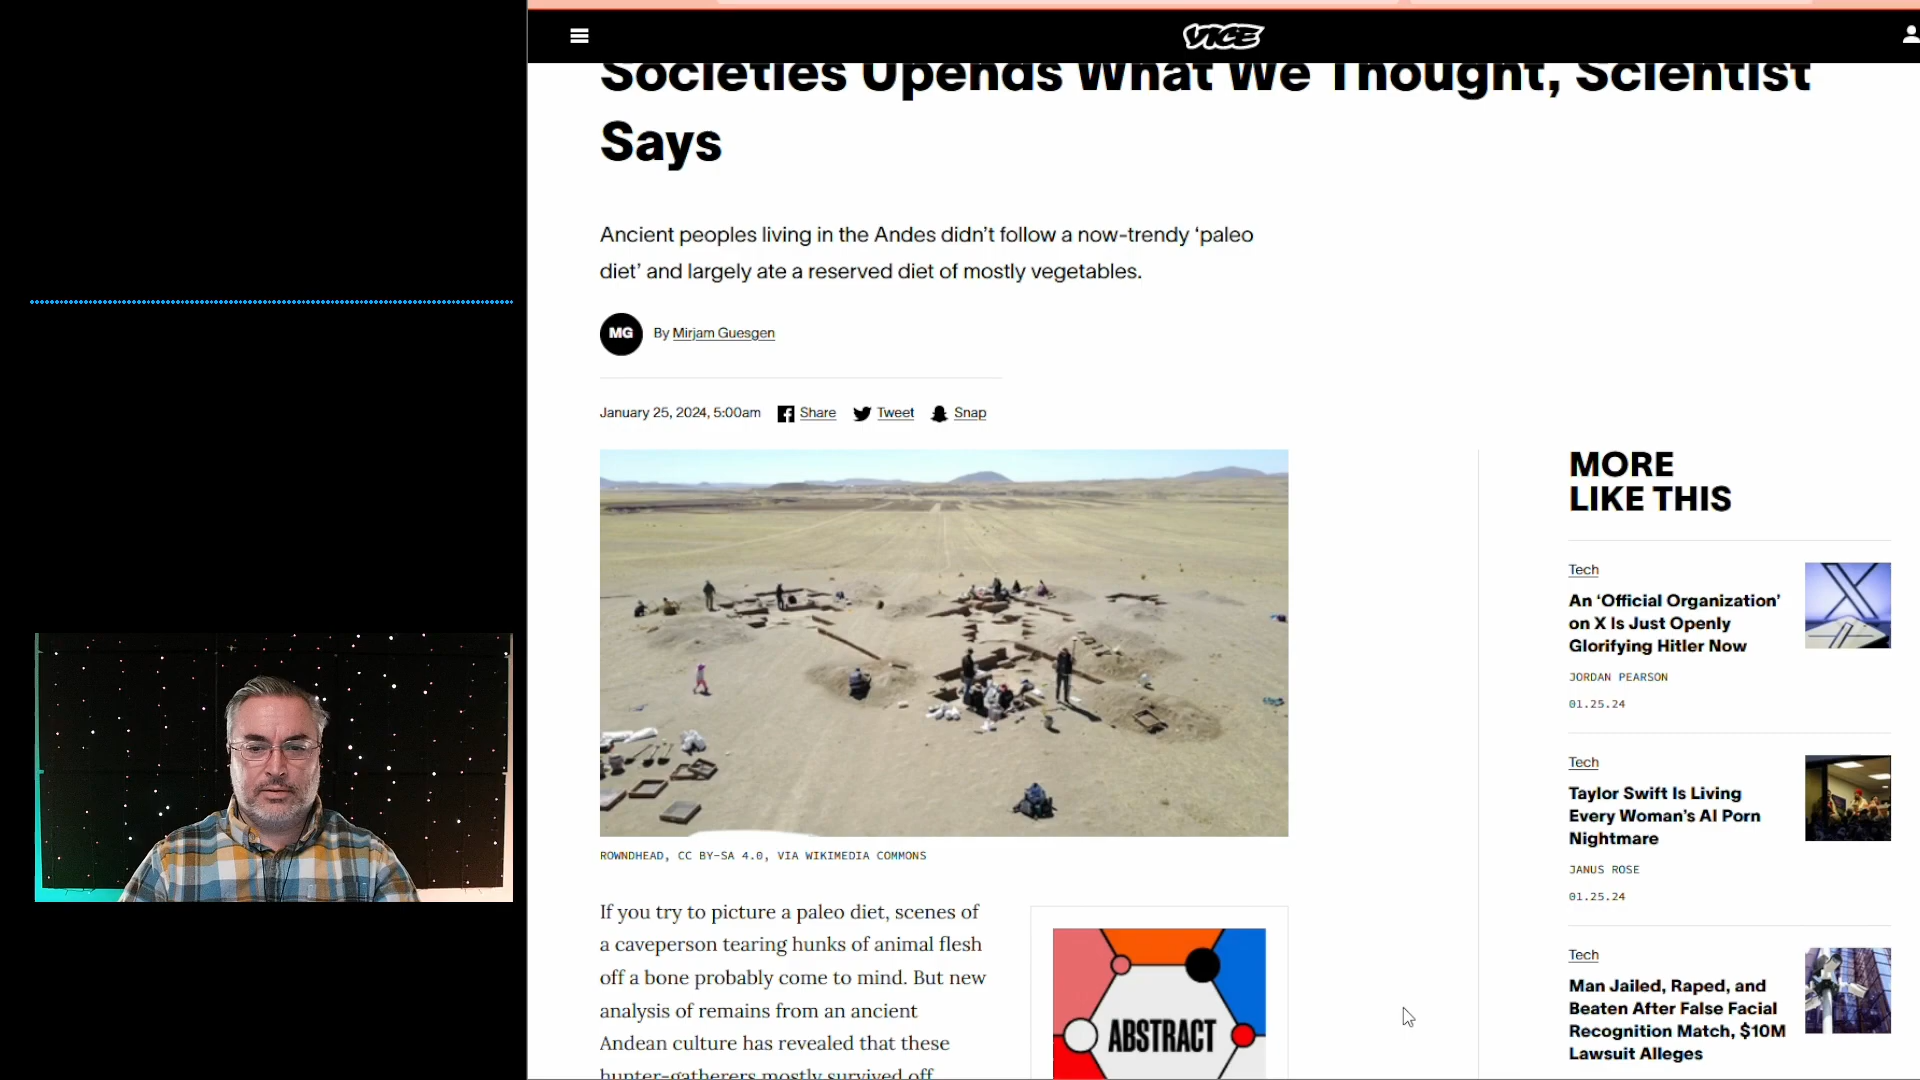 VICE
Societies Upends What We Thought, Scientist
Says
Ancient peoples living in the Andes didn’t follow a now-trendy ‘paleo
diet’ and largely ate a reserved diet of mostly vegetables.
MG
By Mirjam Guesgen
January 25, 2024, 5:00am
Share
Tweet
Snap
ROWNDHEAD, CC BY-SA 4.0, VIA WIKIMEDIA COMMONS
If you try to picture a paleo diet, scenes of
a caveperson tearing hunks of animal flesh
off a bone probably come to mind. But new
analysis of remains from an ancient
Andean culture has revealed that these
hunter-gatherers mostly survived off
ABSTRACT
MORE
LIKE THIS
Tech
An ‘Official Organization’
on X Is Just Openly
Glorifying Hitler Now
JORDAN PEARSON
01.25.24
Tech
Taylor Swift Is Living
Every Woman’s AI Porn
Nightmare
JANUS ROSE
01.25.24
Tech
Man Jailed, Raped, and
Beaten After False Facial
Recognition Match, $10M
Lawsuit Alleges